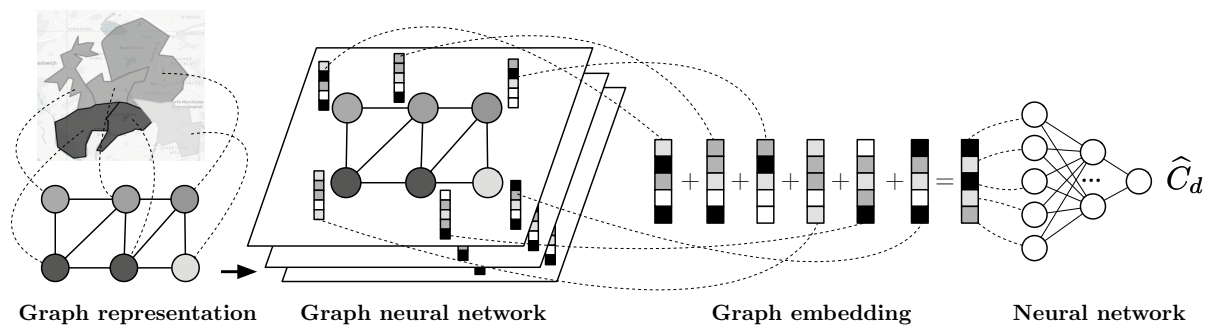 Graph representation
Graph neural network
+ + + + + =
Graph embedding
...
Ĉ_d
Neural network